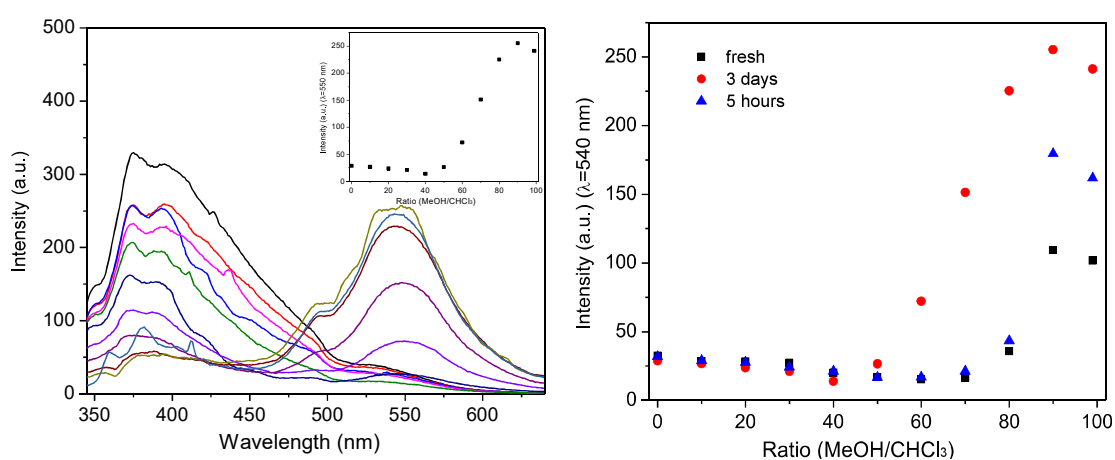 500
400
300
200
100
0
Intensity (a.u.)
350 400 450 500 550 600
Wavelength (nm)
250
200
150
100
50
0
Intensity (a.u.) (λ=550 nm)
0 20 40 60 80 100
Ratio (MeOH/CHCl₃)
250
200
150
100
50
0
Intensity (a.u.) (λ=540 nm)
fresh
3 days
5 hours
0 20 40 60 80 100
Ratio (MeOH/CHCl₃)